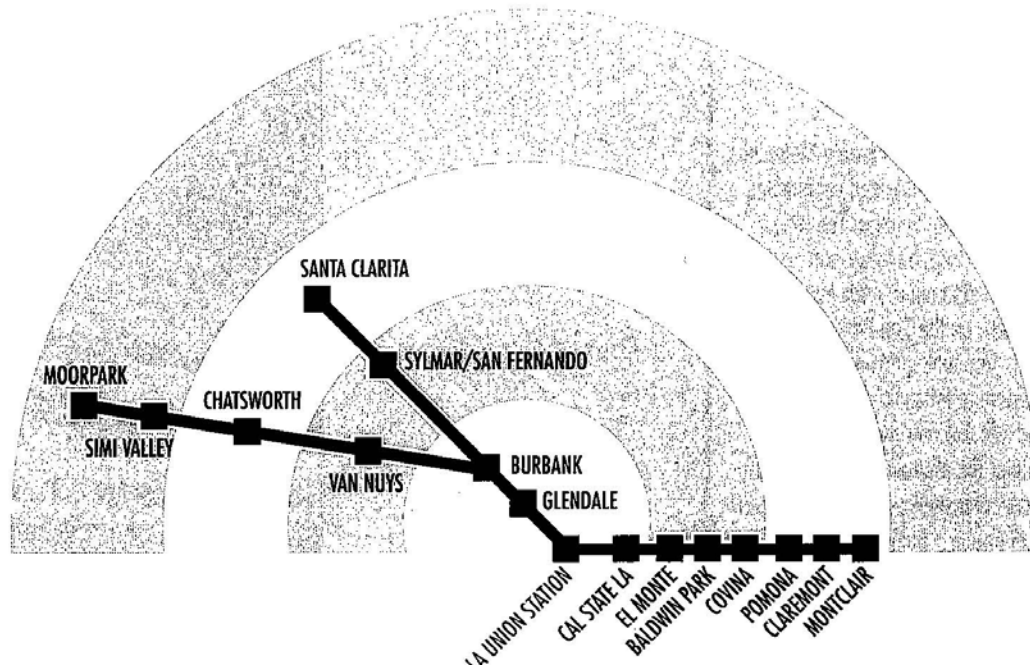 SANTA CLARITA
SYLMAR/SAN FERNANDO
MOORPARK
CHATSWORTH
SIMI VALLEY
VAN NUYS
BURBANK
GLENDALE
LA UNION STATION
CAL STATE LA
EL MONTE
BALDWIN PARK
COVINA
POMONA
CLAREMONT
MONTCLAIR